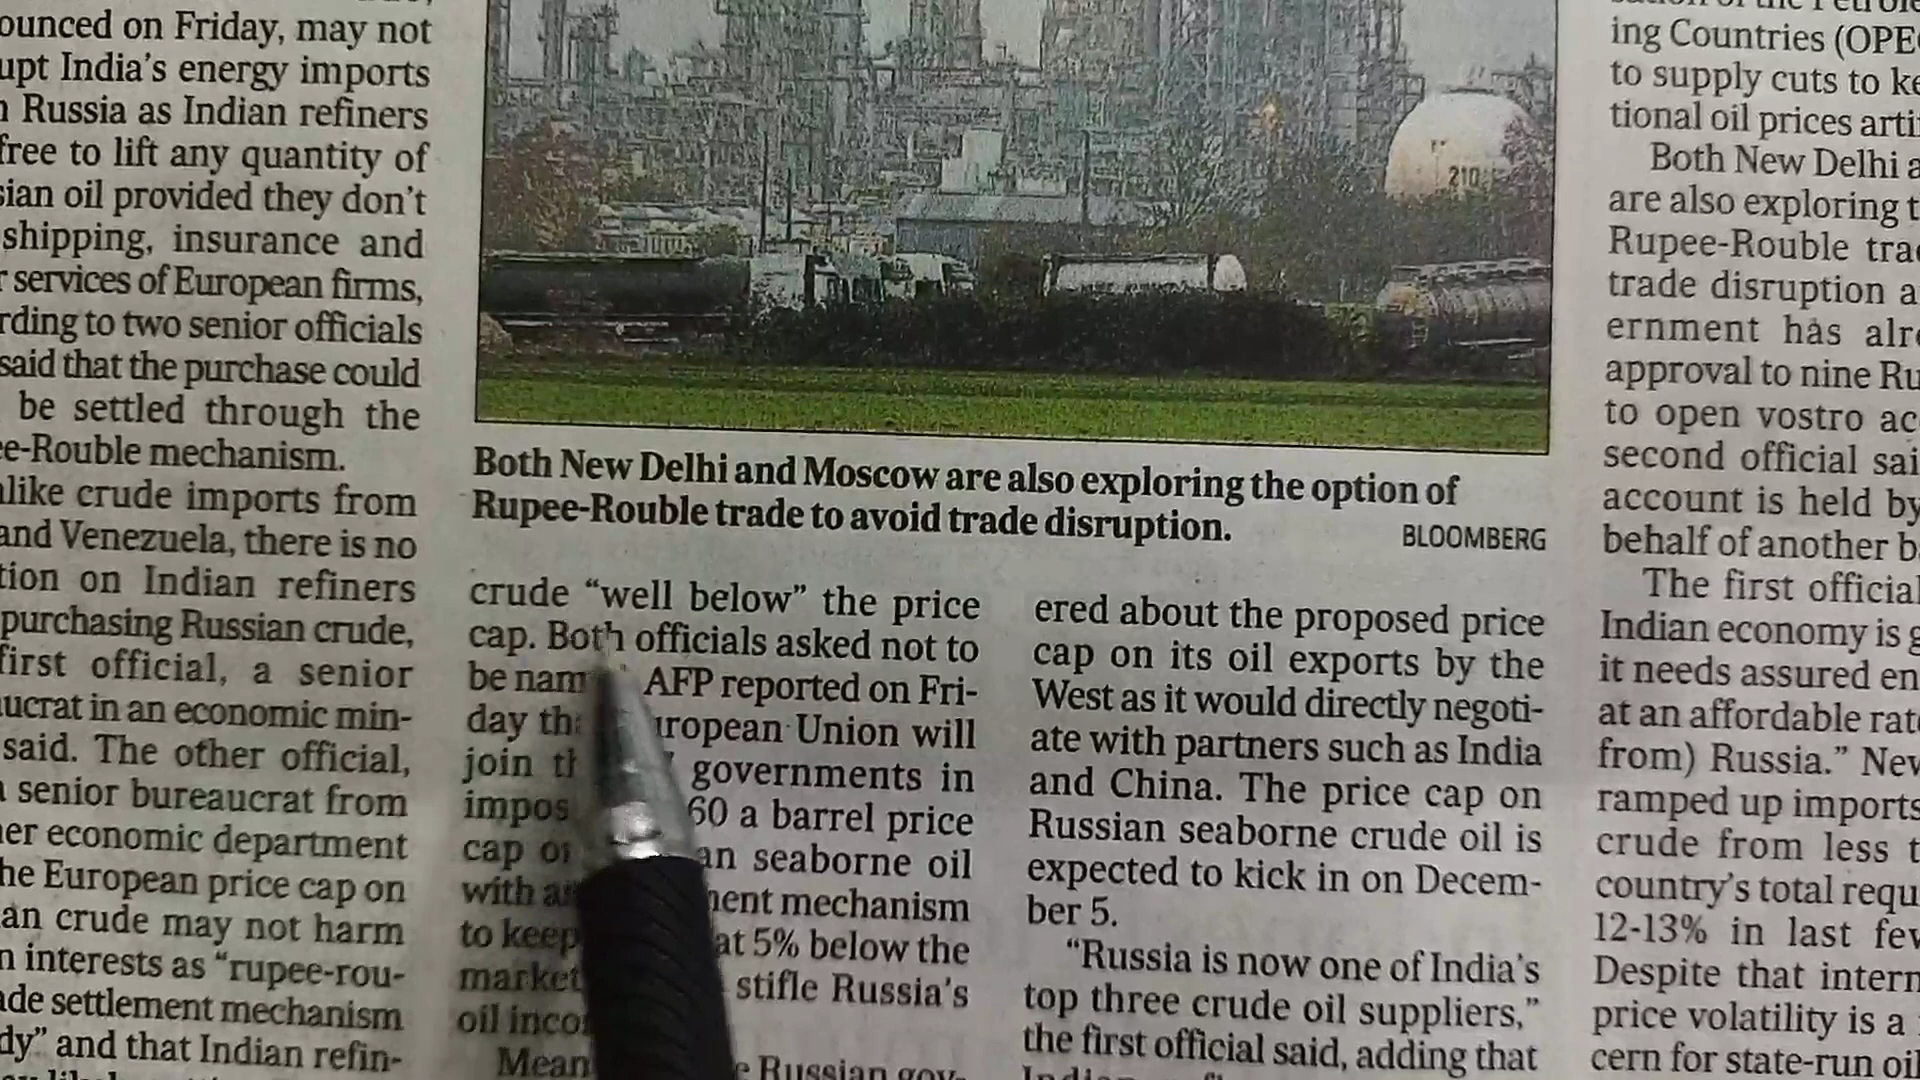 ounced on Friday, may not
upt India's energy imports
Russia as Indian refiners
free to lift any quantity of
sian oil provided they don't
shipping, insurance and
services of European firms,
rding to two senior officials
said that the purchase could
be settled through the
ee-Rouble mechanism.
like crude imports from
and Venezuela, there is no
tion on Indian refiners
purchasing Russian crude,
first official, a senior
ucrat in an economic min-
said. The other official,
senior bureaucrat from
er economic department
he European price cap on
an crude may not harm
n interests as “rupee-rou-
ade settlement mechanism
dy” and that Indian refin-
210
Both New Delhi and Moscow are also exploring the option of
Rupee-Rouble trade to avoid trade disruption.
BLOOMBERG
crude “well below” the price
cap. Both officials asked not to
be nam AFP reported on Fri-
day th uropean Union will
join th governments in
impos 60 a barrel price
cap o an seaborne oil
with a ent mechanism
to keep at 5% below the
market stifle Russia's
oil inco
Mean e Russian gov-
ered about the proposed price
cap on its oil exports by the
West as it would directly negoti-
ate with partners such as India
and China. The price cap on
Russian seaborne crude oil is
expected to kick in on Decem-
ber 5.
“Russia is now one of India's
top three crude oil suppliers,”
the first official said, adding that
ing Countries (OPE
to supply cuts to ke
tional oil prices arti
Both New Delhi a
are also exploring t
Rupee-Rouble trad
trade disruption a
ernment has alr
approval to nine Ru
to open vostro ac
second official sai
account is held by
behalf of another b
The first official
Indian economy is g
it needs assured en
at an affordable rat
from) Russia.” New
ramped up imports
crude from less t
country's total requ
12-13% in last few
Despite that intern
price volatility is a
cern for state-run oil